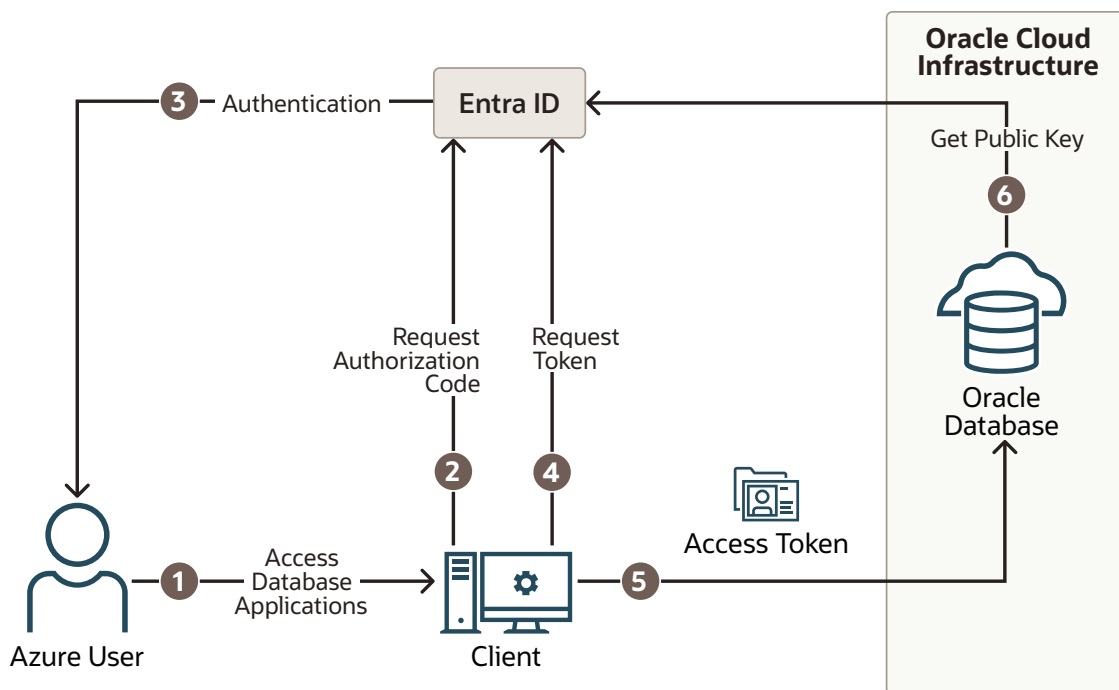 Oracle Cloud
Infrastructure
3
Authentication
Entra ID
Get Public Key
6
Request
Authorization
Code
Request
Token
Oracle
Database
2
4
Access Token
1
Access
Database
Applications
5
Azure User
Client